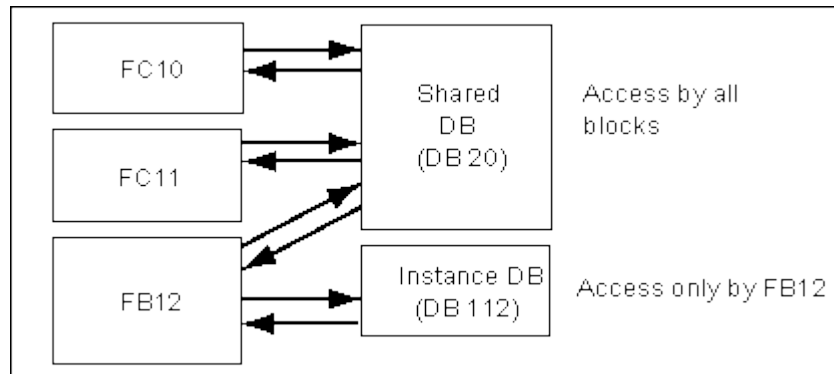 FC10
FC11
FB12
Shared
DB
(DB 20)
Instance DB
(DB 112)
Access by all
blocks
Access only by FB12